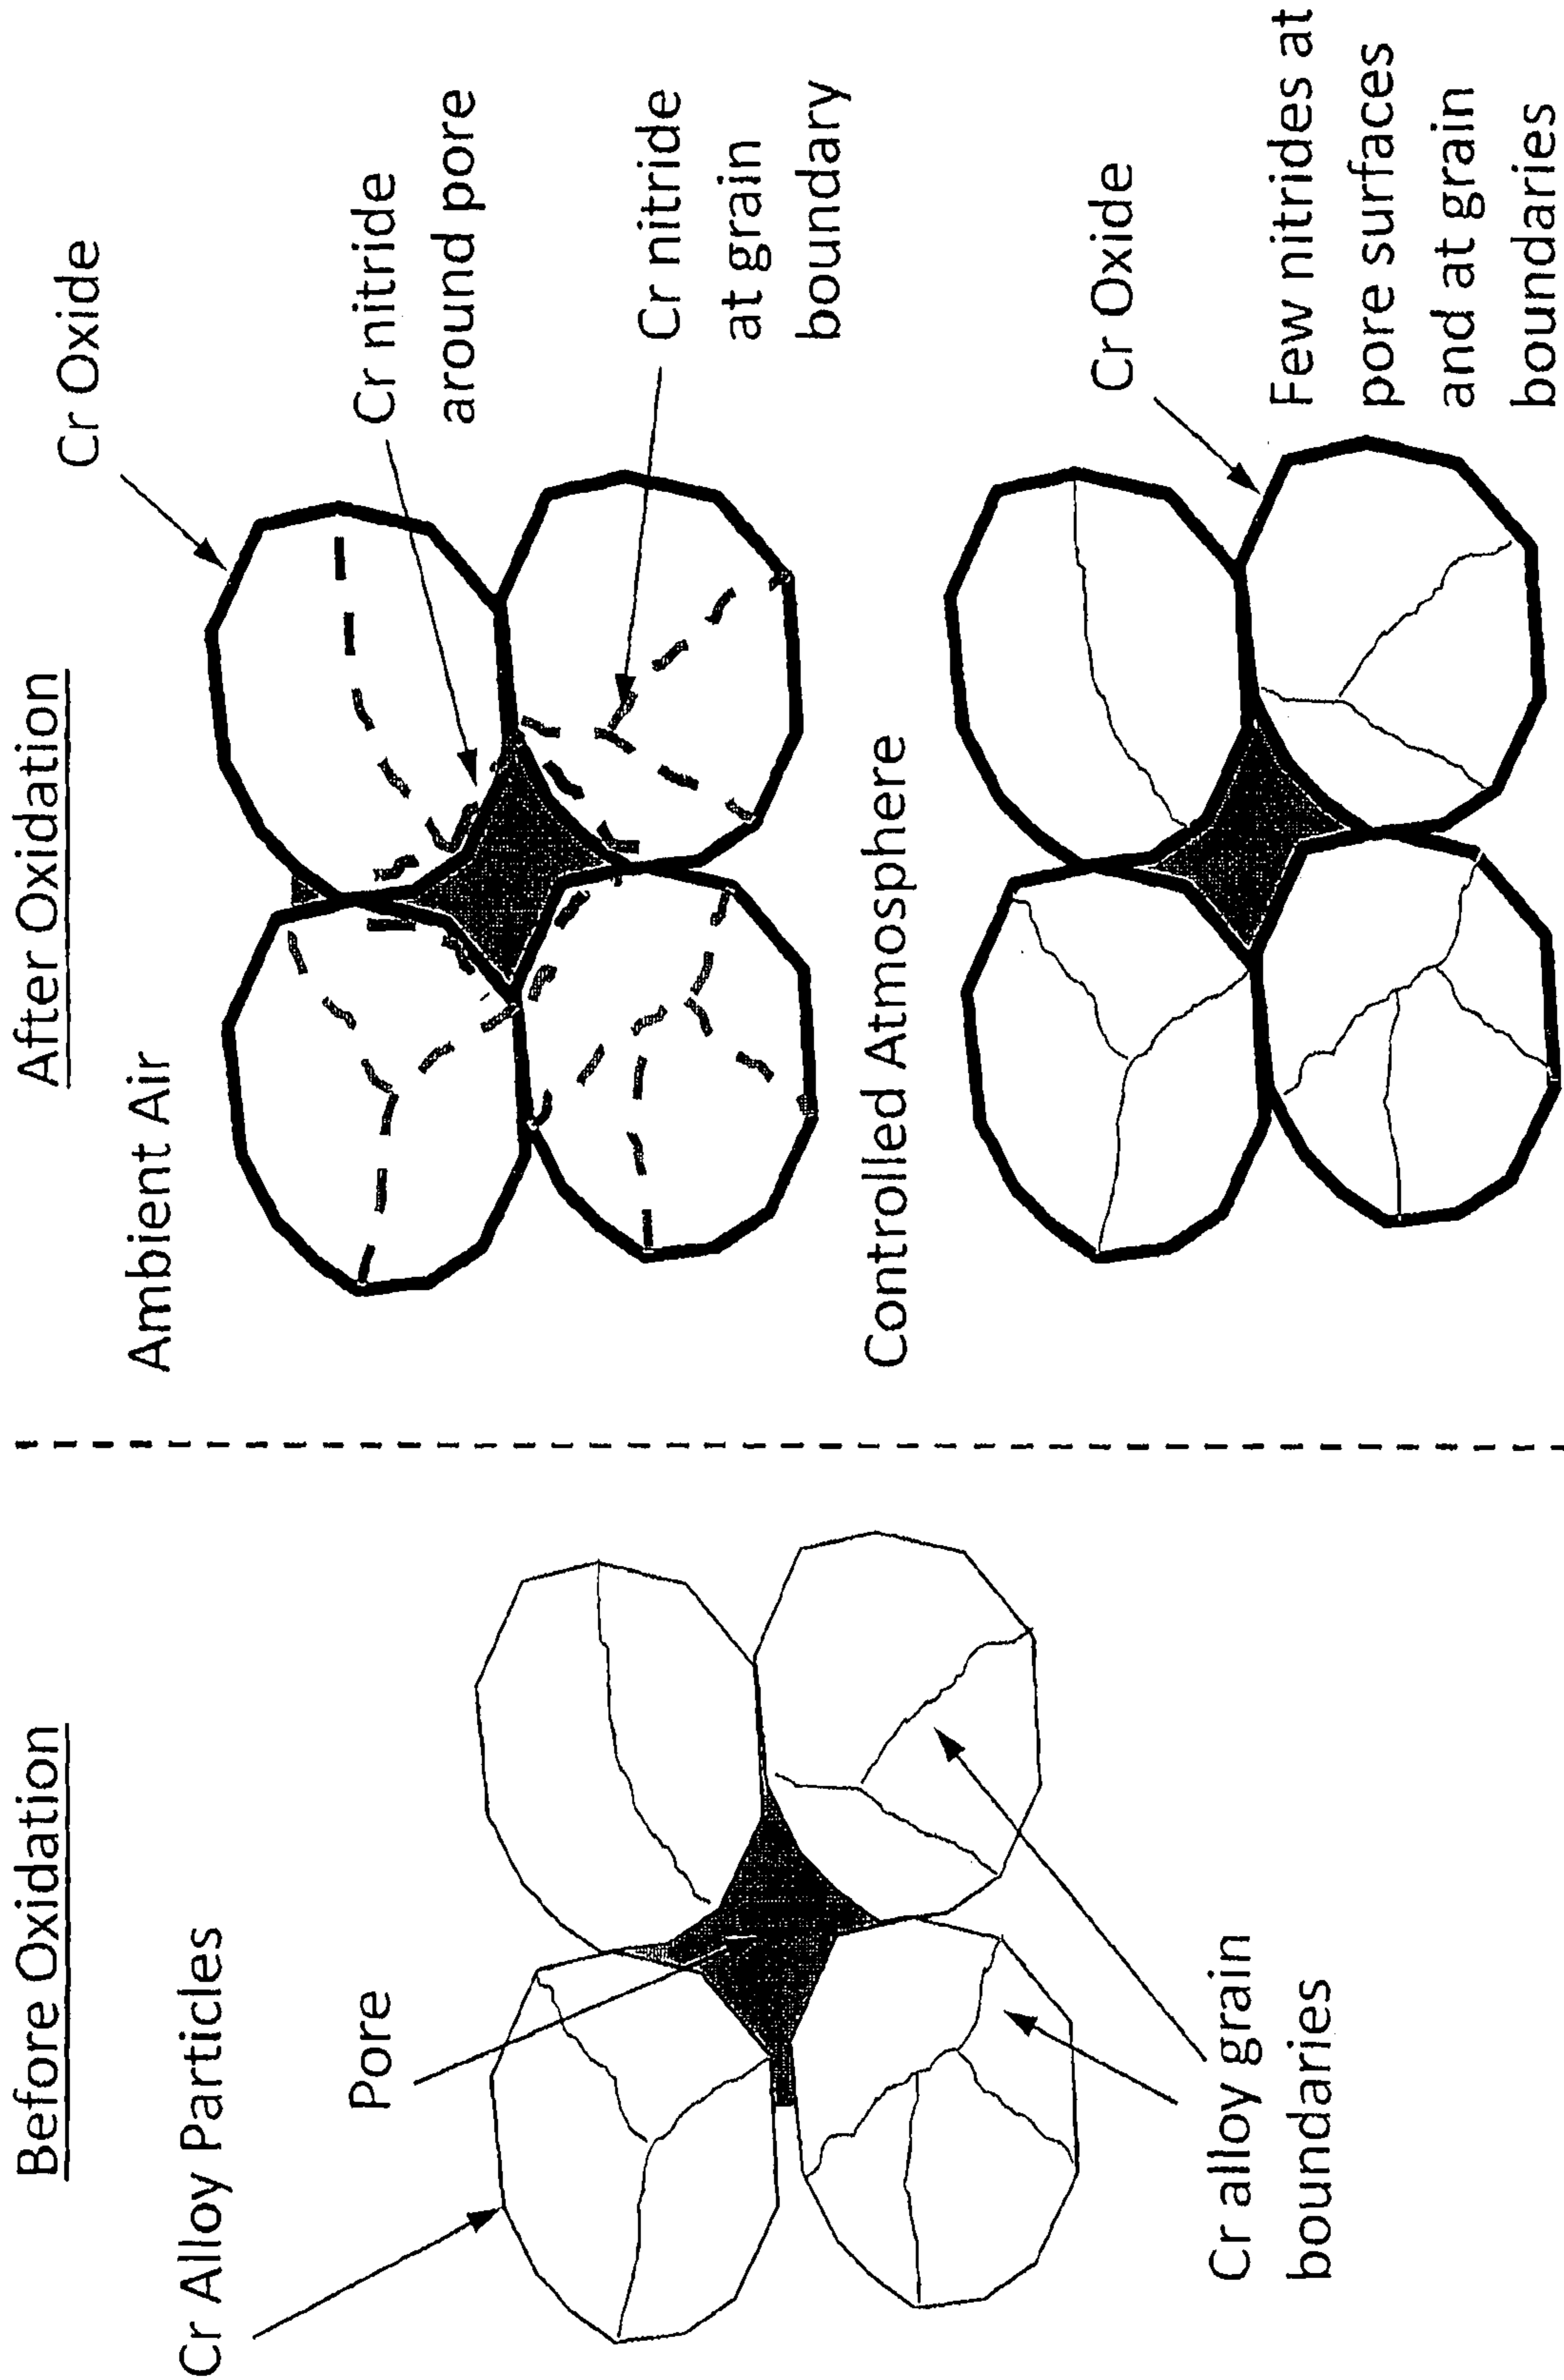 Before Oxidation
Cr Alloy Particles
Pore
Cr alloy grain
boundaries
After Oxidation
Ambient Air
Cr Oxide
Cr nitride
around pore
Cr nitride
at grain
boundary
Controlled Atmosphere
Cr Oxide
Few nitrides at
pore surfaces
and at grain
boundaries